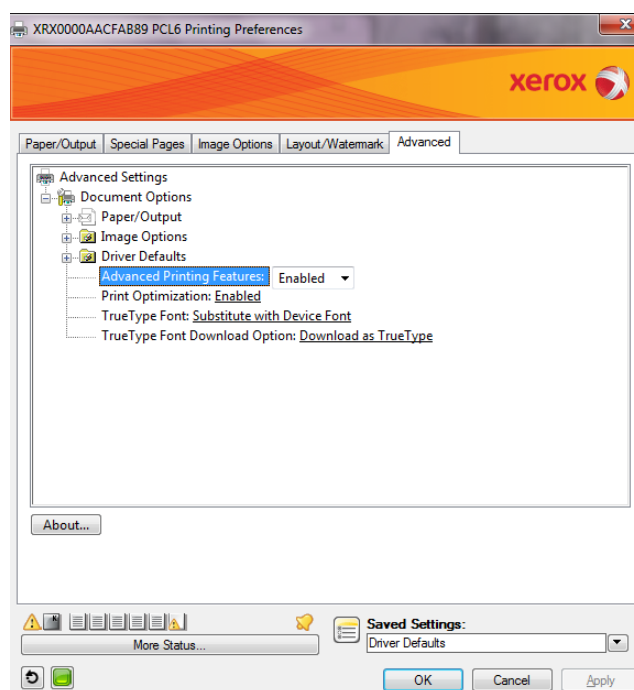 XRX0000AACFAB89 PCL6 Printing Preferences
xerox
Paper/Output Special Pages Image Options Layout/Watermark Advanced
Advanced Settings
Document Options
Paper/Output
Image Options
Driver Defaults
Advanced Printing Features: Enabled
Print Optimization: Enabled
TrueType Font: Substitute with Device Font
TrueType Font Download Option: Download as TrueType
About...
Saved Settings:
More Status... Driver Defaults
OK Cancel Apply